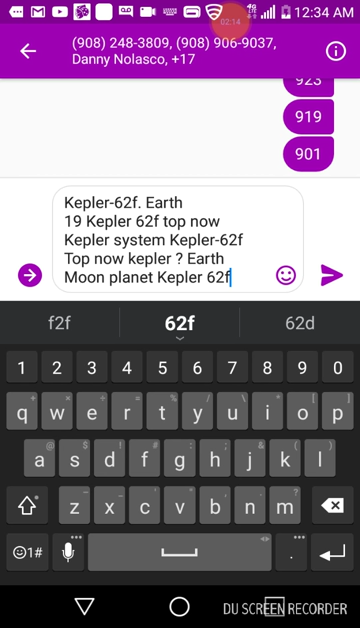 12:34 AM
02:14
4G
(908) 248-3809, (908) 906-9037,
Danny Nolasco, +17
923
919
901
Kepler-62f. Earth
19 Kepler 62f top now
Kepler system Kepler-62f
Top now kepler ? Earth
Moon planet Kepler 62f
f2f 62f 62d
1 2 3 4 5 6 7 8 9 0
q w e r t y u i o p
a s d f g h j k l
z x c v b n m
1# .
DU SCREEN RECORDER